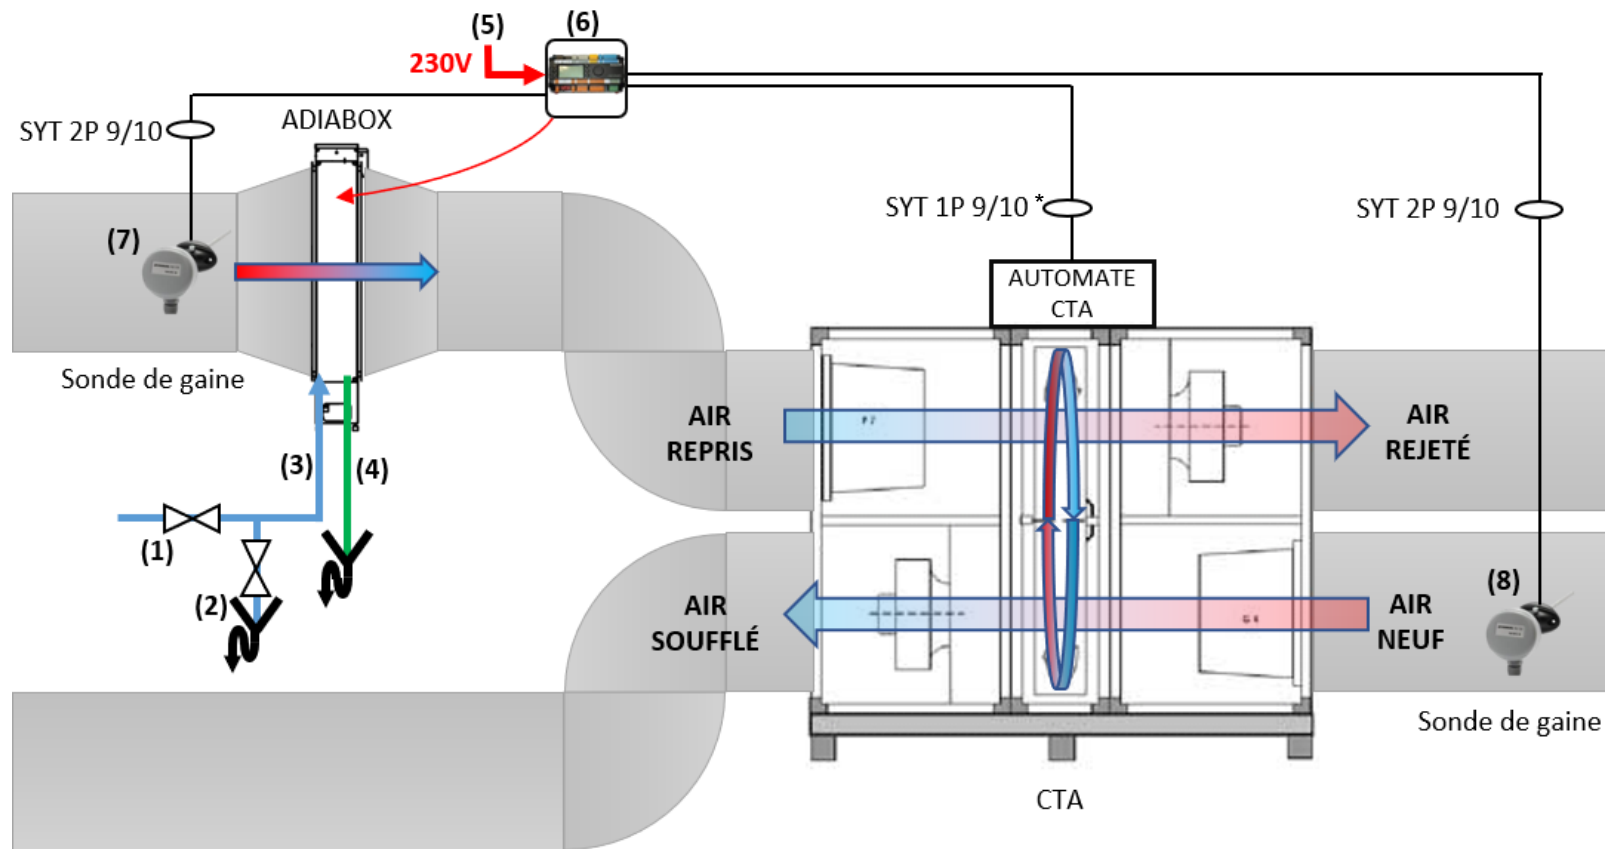 (5)
(6)
230V
ADIABOX
SYT 2P 9/10
SYT 1P 9/10 *
SYT 2P 9/10
(7)
AUTOMATE
CTA
Sonde de gaine
F7
AIR
REPRIS
AIR
REJETÉ
(3)
(4)
(1)
(2)
AIR
SOUFFLÉ
G4
AIR
NEUF
(8)
Sonde de gaine
CTA